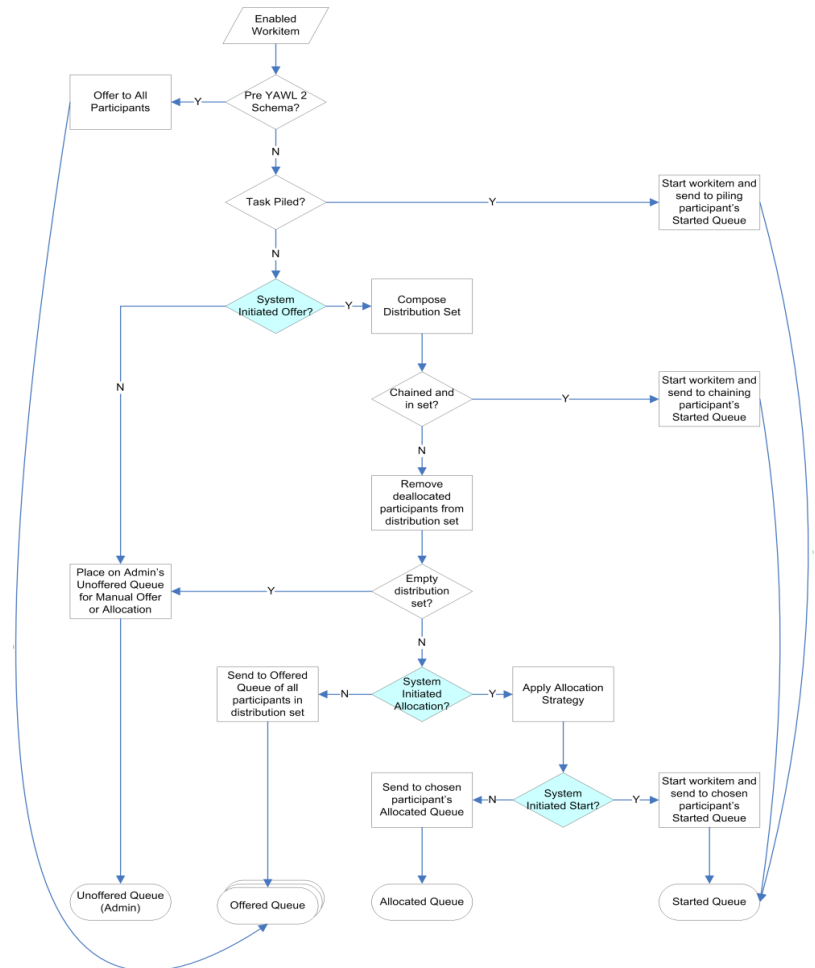 Enabled
Workitem
Offer to All
Participants
Y
Pre YAWL 2
Schema?
N
Task Piled?
Y
Start workitem and
send to piling
participant's
Started Queue
N
System
Initiated Offer?
Y
Compose
Distribution Set
N
Chained and
in set?
Y
Start workitem and
send to chaining
participant's
Started Queue
N
Remove
deallocated
participants from
distribution set
Place on Admin's
Unoffered Queue
for Manual Offer
or Allocation
Y
Empty
distribution
set?
N
Send to Offered
Queue of all
participants in
distribution set
N
System
Initiated
Allocation?
Y
Apply Allocation
Strategy
Send to chosen
participant's
Allocated Queue
N
System
Initiated Start?
Y
Start workitem and
send to chosen
participant's
Started Queue
Unoffered Queue
(Admin)
Offered Queue
Allocated Queue
Started Queue